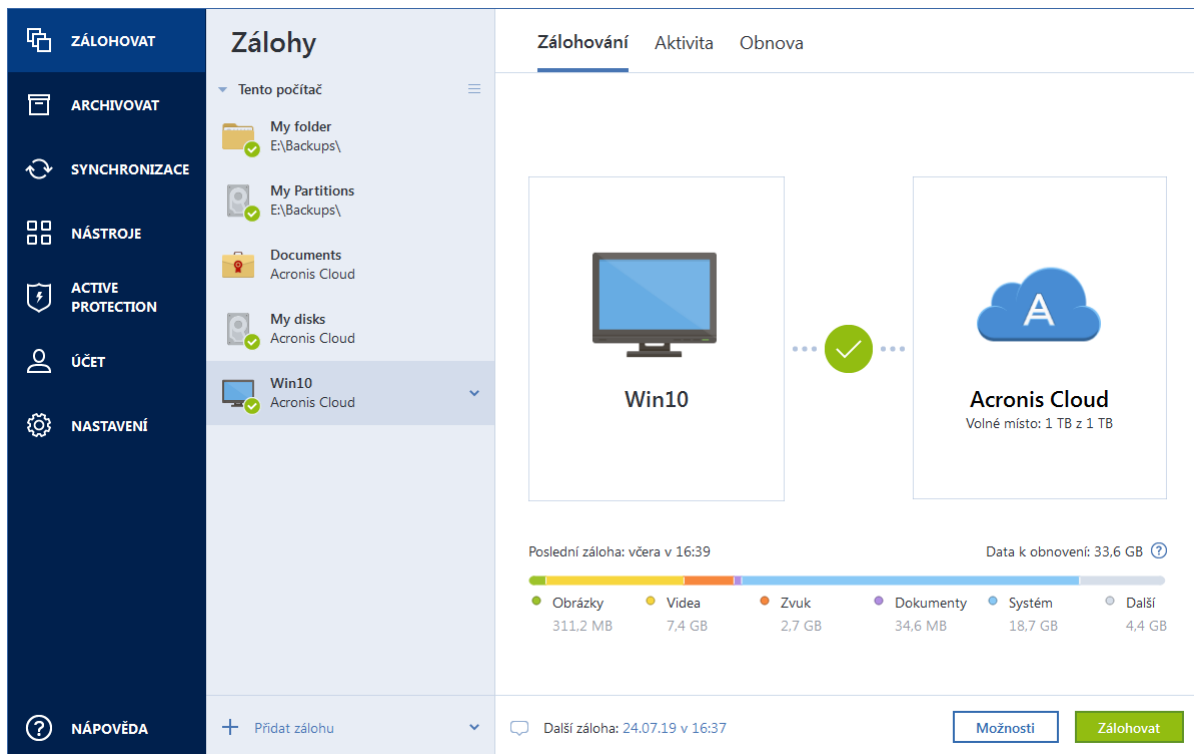 ZÁLOHOVAT
ARCHIVOVAT
SYNCHRONIZACE
NÁSTROJE
ACTIVE
PROTECTION
ÚČET
NASTAVENÍ
NÁPOVĚDA
Zálohy
Tento počítač
My folder
E:\Backups\
My Partitions
E:\Backups\
Documents
Acronis Cloud
My disks
Acronis Cloud
Win10
Acronis Cloud
Přidat zálohu
Zálohování Aktivita Obnova
Win10
A
Acronis Cloud
Volné místo: 1 TB z 1 TB
Poslední záloha: včera v 16:39 Data k obnovení: 33,6 GB ?
Obrázky Videa Zvuk Dokumenty Systém Další
311,2 MB 7,4 GB 2,7 GB 34,6 MB 18,7 GB 4,4 GB
Další záloha: 24.07.19 v 16:37 Možnosti Zálohovat